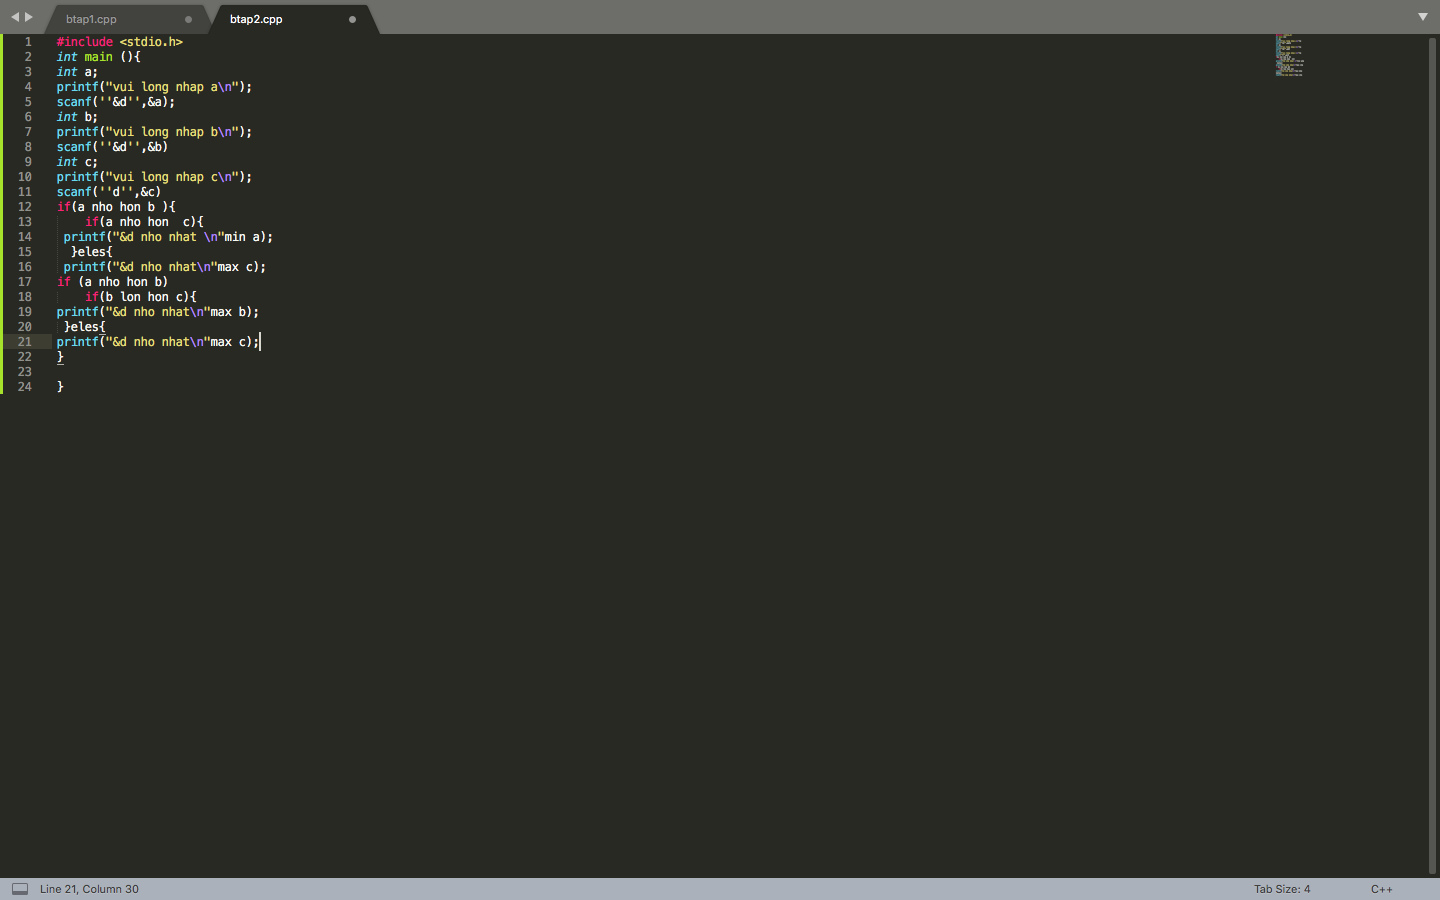 btap1.cpp
btap2.cpp
1 #include <stdio.h>
2 int main (){
3 int a;
4 printf("vui long nhap a\n");
5 scanf(''&d'',&a);
6 int b;
7 printf("vui long nhap b\n");
8 scanf(''&d'',&b)
9 int c;
10 printf("vui long nhap c\n");
11 scanf(''d'',&c)
12 if(a nho hon b ){
13     if(a nho hon  c){
14  printf("&d nho nhat \n"min a);
15   }eles{
16  printf("&d nho nhat\n"max c);
17 if (a nho hon b)
18     if(b lon hon c){
19 printf("&d nho nhat\n"max b);
20  }eles{
21 printf("&d nho nhat\n"max c);
22 }
23
24 }
Line 21, Column 30
Tab Size: 4
C++